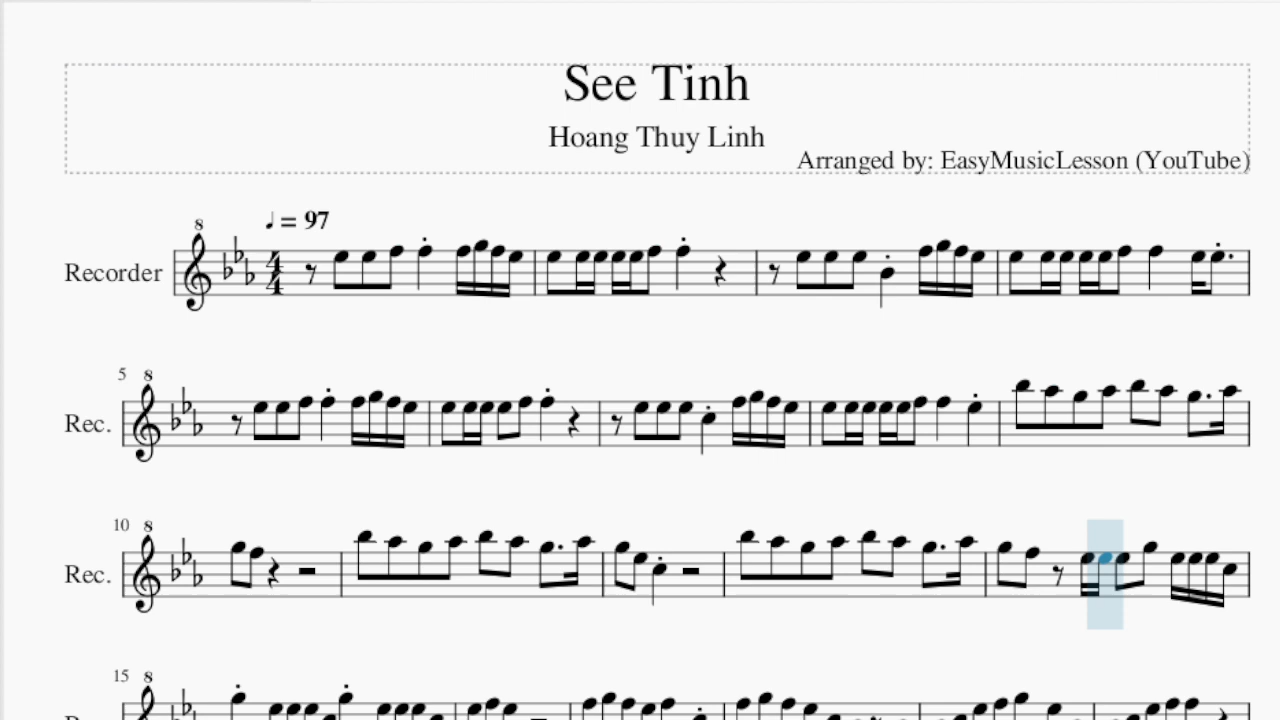 See Tinh
Hoang Thuy Linh
Arranged by: EasyMusicLesson (YouTube)
♩ = 97
8
Recorder
4
4
5
8
Rec.
10
8
Rec.
15
8